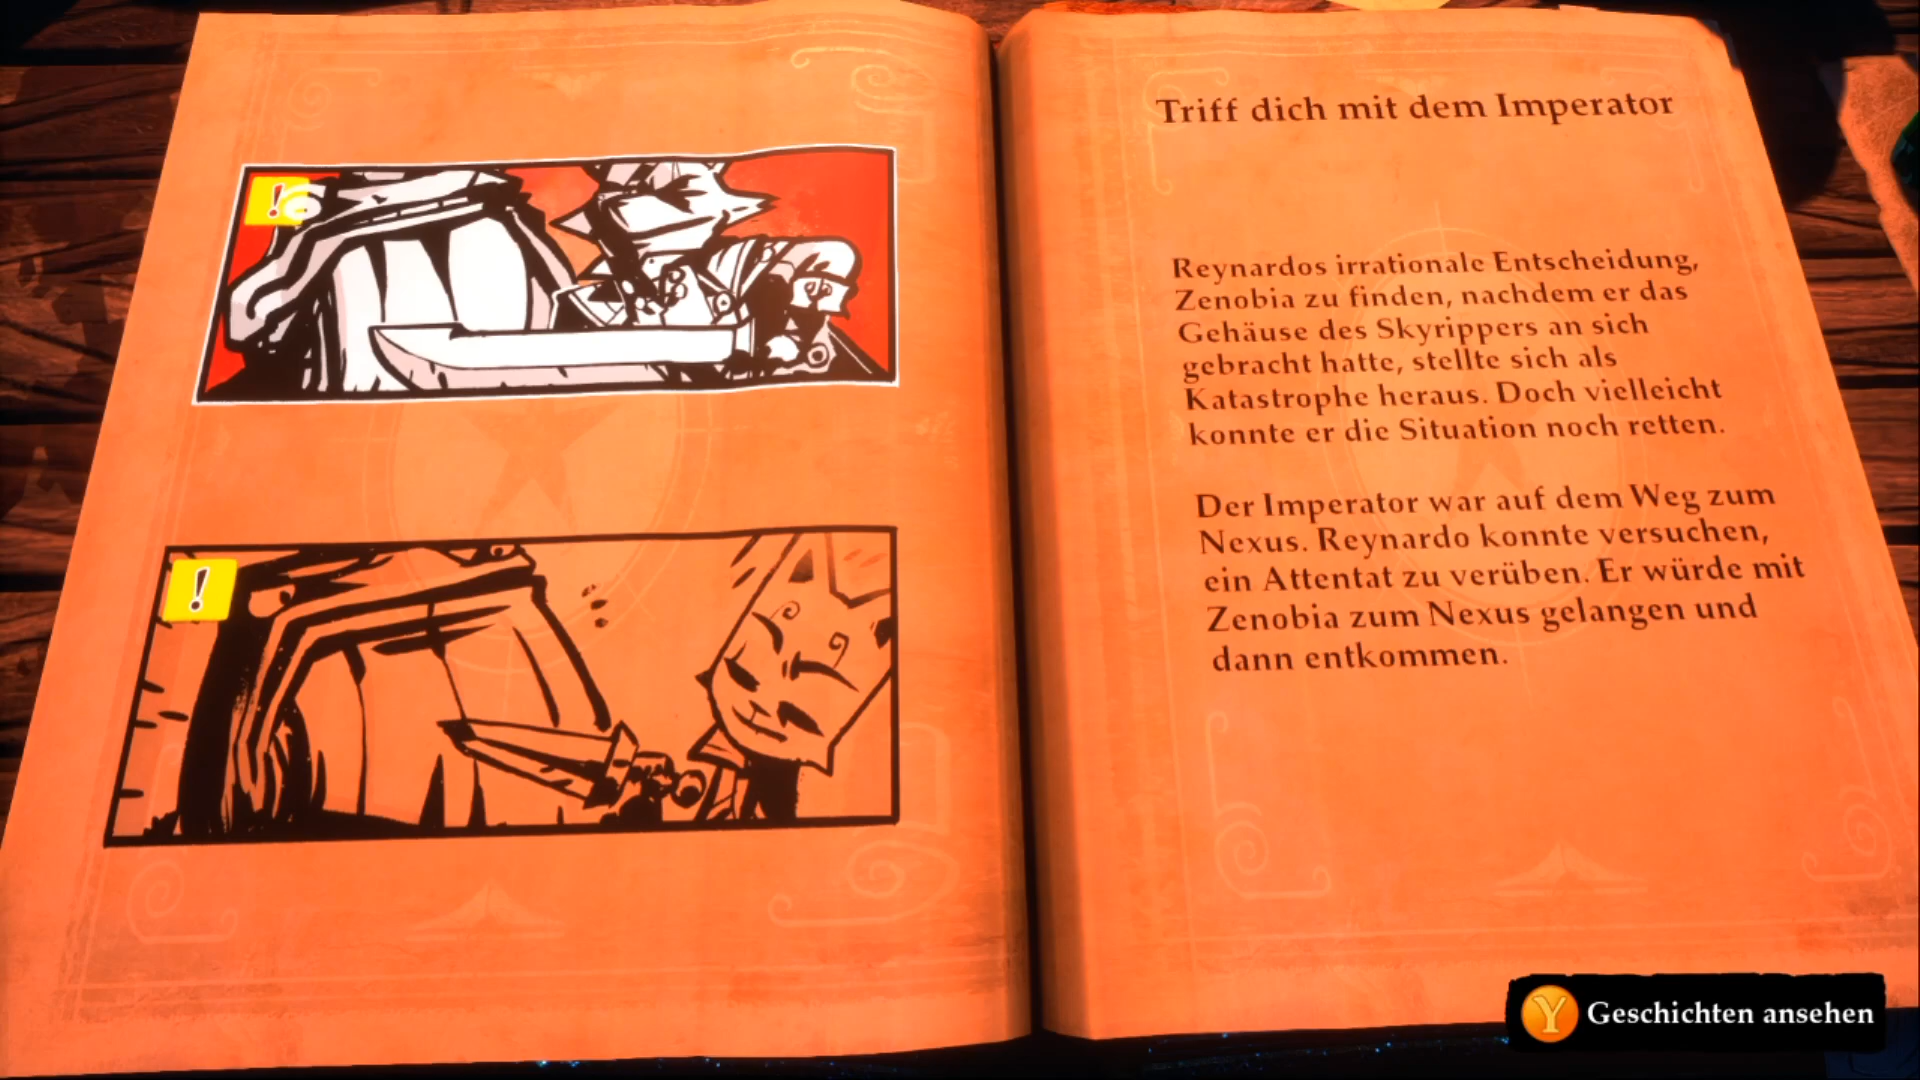 !
!
Triff dich mit dem Imperator
Reynardos irrationale Entscheidung,
Zenobia zu finden, nachdem er das
Gehäuse des Skyrippers an sich
gebracht hatte, stellte sich als
Katastrophe heraus. Doch vielleicht
konnte er die Situation noch retten.
Der Imperator war auf dem Weg zum
Nexus. Reynardo konnte versuchen,
ein Attentat zu verüben. Er würde mit
Zenobia zum Nexus gelangen und
dann entkommen.
Y Geschichten ansehen